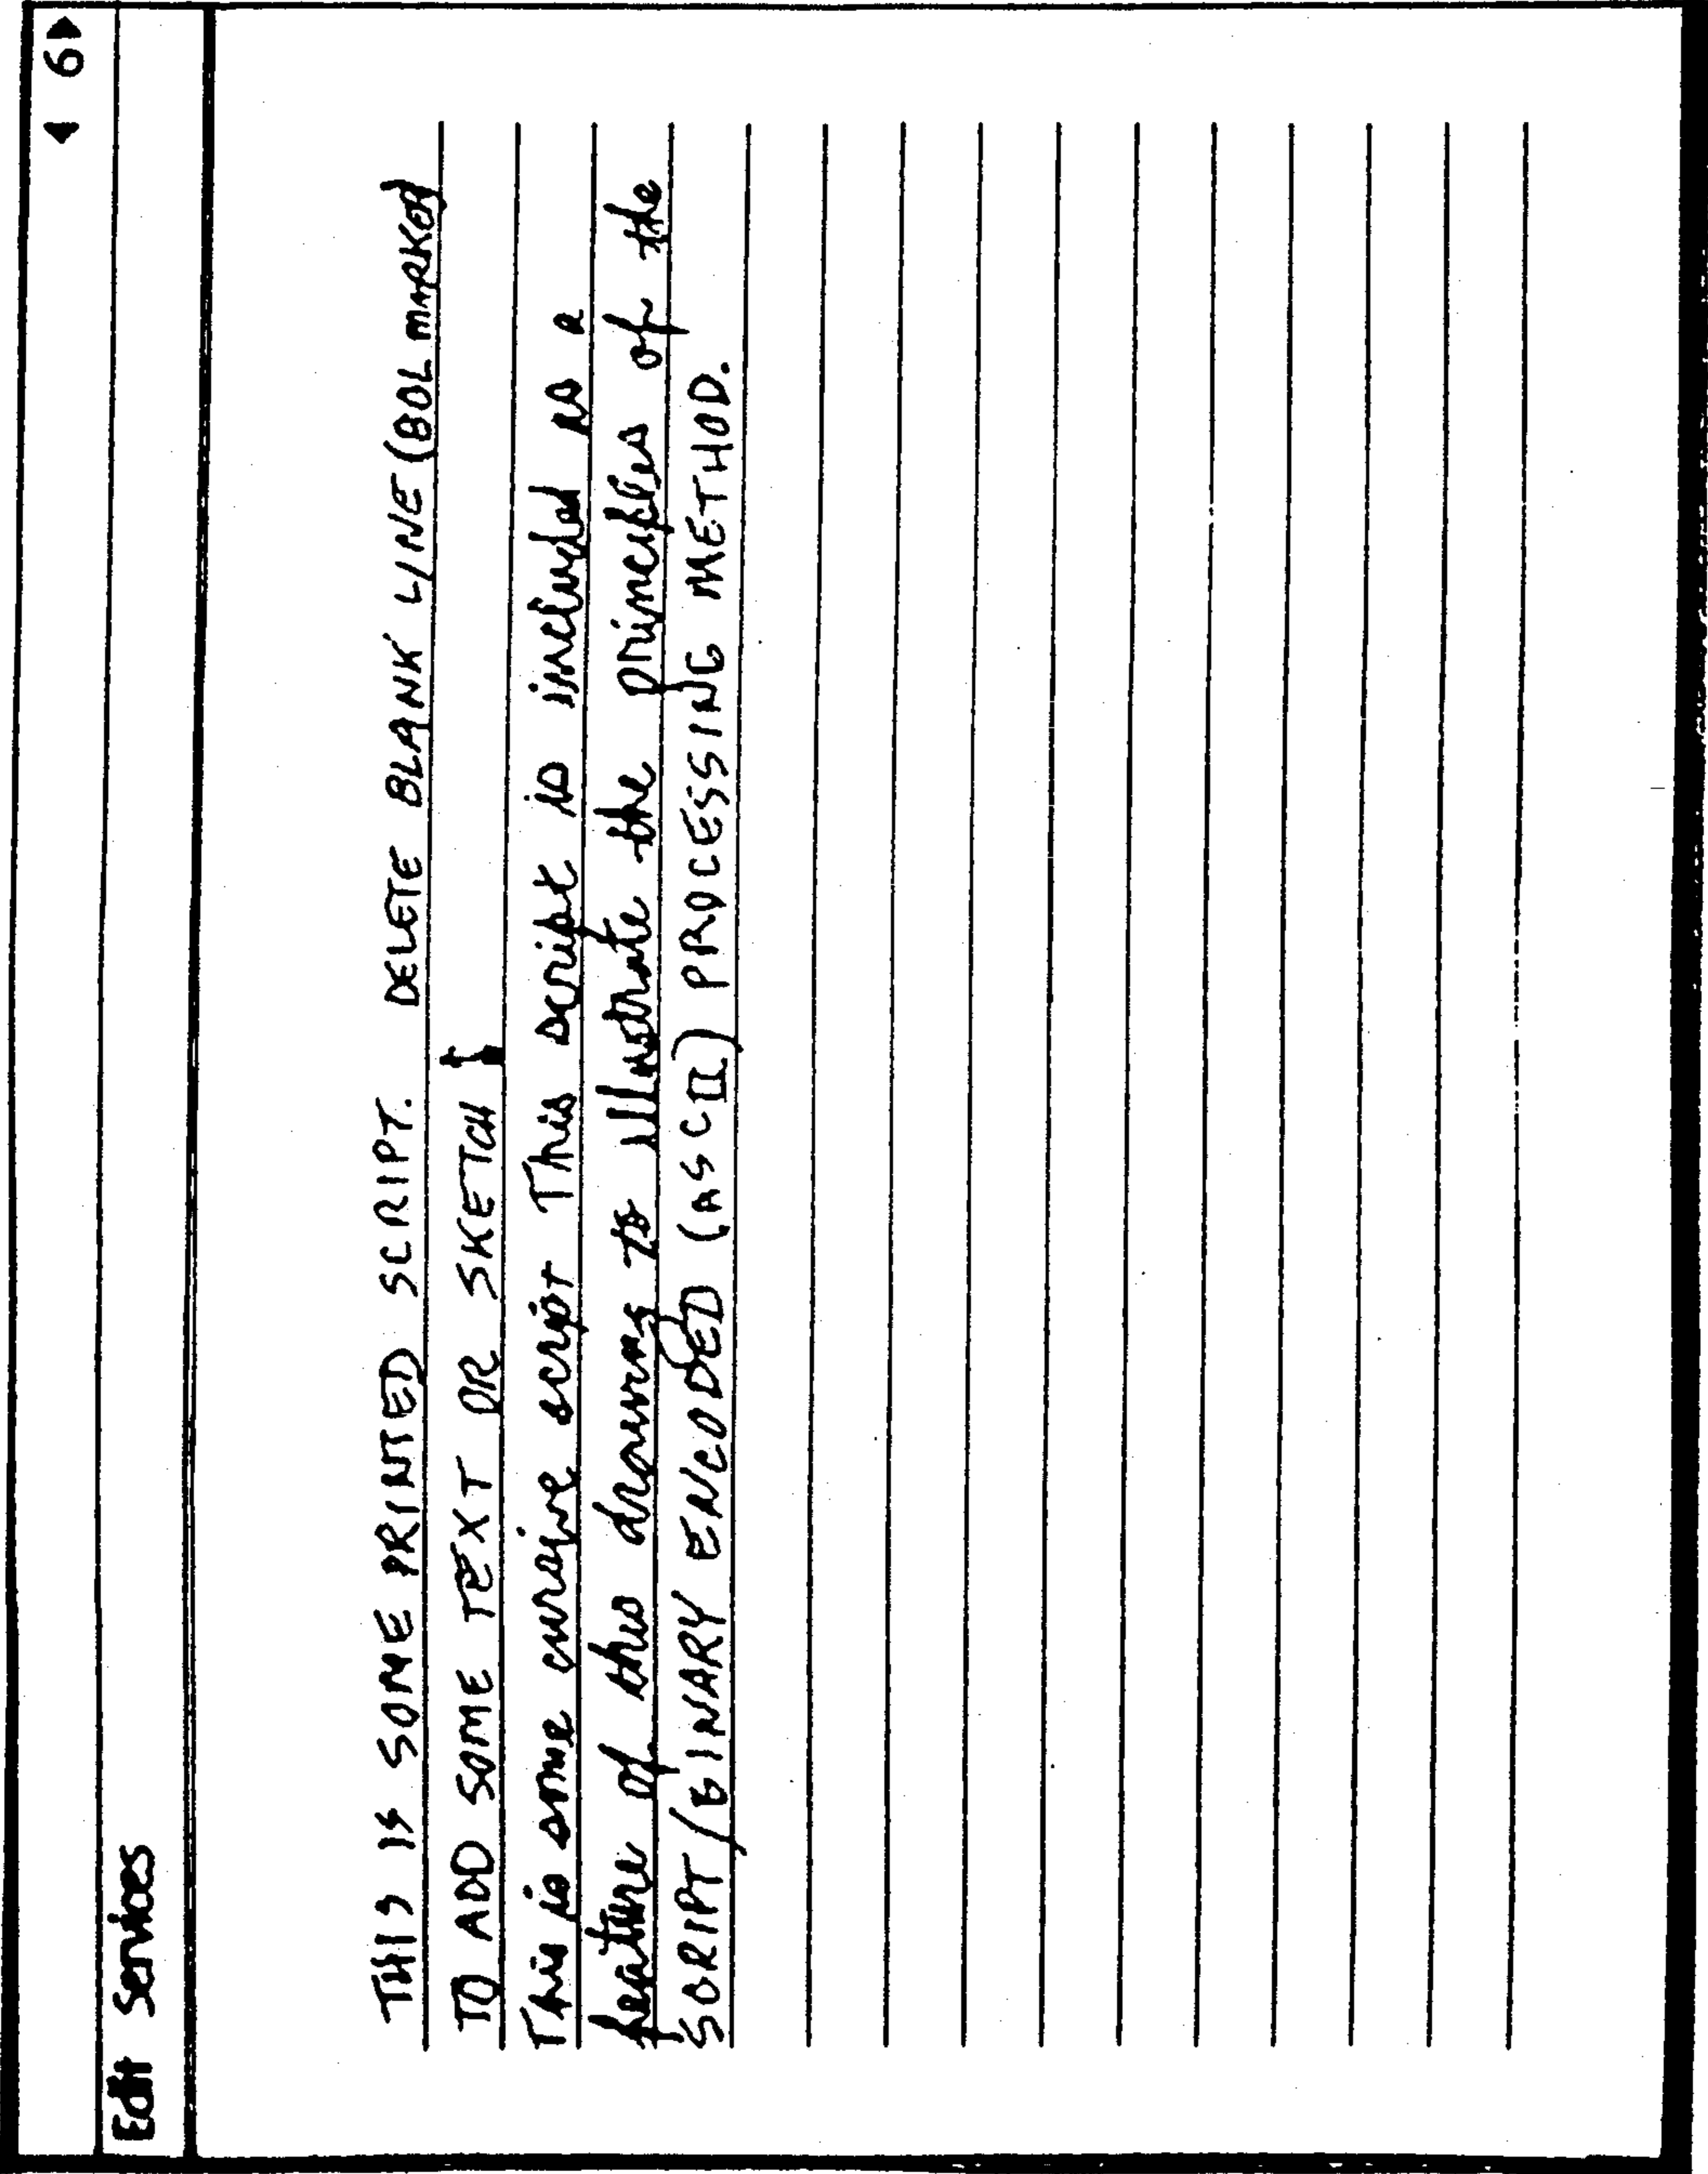 ◀ 6▶
Edit Services
THIS IS SOME PRINTED SCRIPT. DELETE BLANK LINE (BOL MARKER)
TO ADD SOME TEXT OR SKETCH
This is some cursive script This script is included as a
feature of this drawing to illustrate the principles of the
SCRIPT/BINARY ENCODED (ASCII) PROCESSING METHOD.